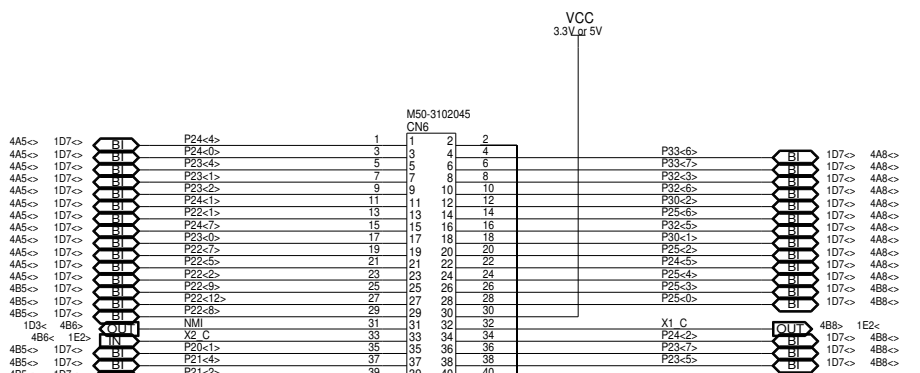 VCC
3.3V or 5V
M50-3102045
CN6
4A5<> 1D7<> BI P24<4> 1 1 2 2
4A5<> 1D7<> BI P24<0> 3 3 4 4 P33<6> BI 1D7<> 4A8<>
4A5<> 1D7<> BI P23<4> 5 5 6 6 P33<7> BI 1D7<> 4A8<>
4A5<> 1D7<> BI P23<1> 7 7 8 8 P32<3> BI 1D7<> 4A8<>
4A5<> 1D7<> BI P23<2> 9 9 10 10 P32<6> BI 1D7<> 4A8<>
4A5<> 1D7<> BI P24<1> 11 11 12 12 P30<2> BI 1D7<> 4A8<>
4A5<> 1D7<> BI P22<1> 13 13 14 14 P25<6> BI 1D7<> 4A8<>
4A5<> 1D7<> BI P24<7> 15 15 16 16 P32<5> BI 1D7<> 4A8<>
4A5<> 1D7<> BI P23<0> 17 17 18 18 P30<1> BI 1D7<> 4A8<>
4A5<> 1D7<> BI P22<7> 19 19 20 20 P25<2> BI 1D7<> 4A8<>
4A5<> 1D7<> BI P22<5> 21 21 22 22 P24<5> BI 1D7<> 4A8<>
4A5<> 1D7<> BI P22<2> 23 23 24 24 P25<4> BI 1D7<> 4A8<>
4B5<> 1D7<> BI P22<9> 25 25 26 26 P25<3> BI 1D7<> 4B8<>
4B5<> 1D7<> BI P22<12> 27 27 28 28 P25<0> BI 1D7<> 4B8<>
4B5<> 1D7<> BI P22<8> 29 29 30 30
1D3< 4B6> OUT NMI 31 31 32 32 X1_C OUT 4B8> 1E2<
4B6< 1E2> IN X2_C 33 33 34 34 P24<2> BI 1D7<> 4B8<>
4B5<> 1D7<> BI P20<1> 35 35 36 36 P23<7> BI 1D7<> 4B8<>
4B5<> 1D7<> BI P21<4> 37 37 38 38 P23<5> BI 1D7<> 4B8<>
4B5<> 1D7<> BI P21<2> 39 39 40 40